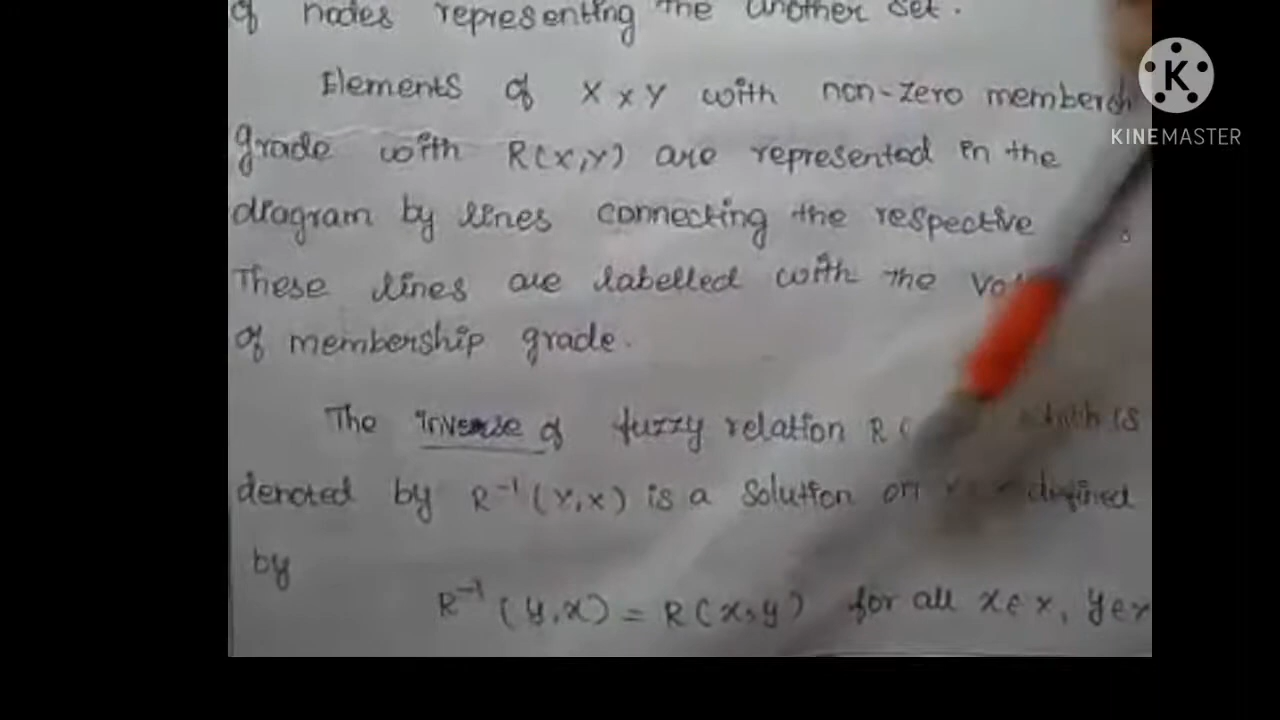 of nodes representing the another set.
Elements of X x Y with non-zero membersh
grade with R(X,Y) are represented in the
diagram by lines connecting the respective
These lines are labelled with the
of membership grade.
The inverse of fuzzy relation R( which is
denoted by R⁻¹(Y,X) is a solution on defined
by
R⁻¹(y,x) = R(x,y) for all x∈X, y∈Y
K
KINEMASTER